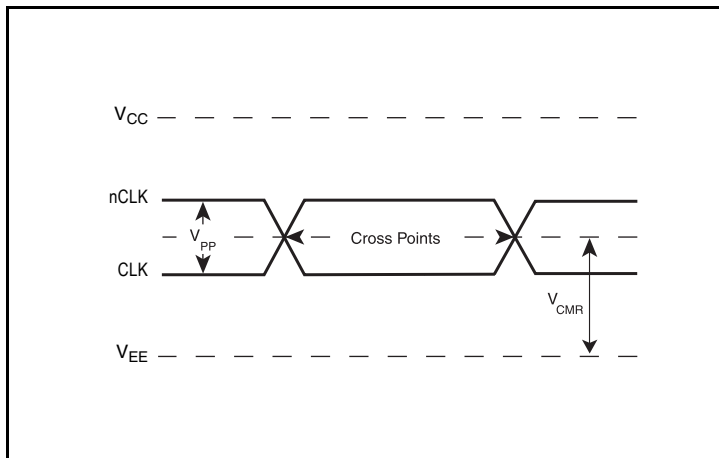 VCC
nCLK
VPP
Cross Points
CLK
VCMR
VEE